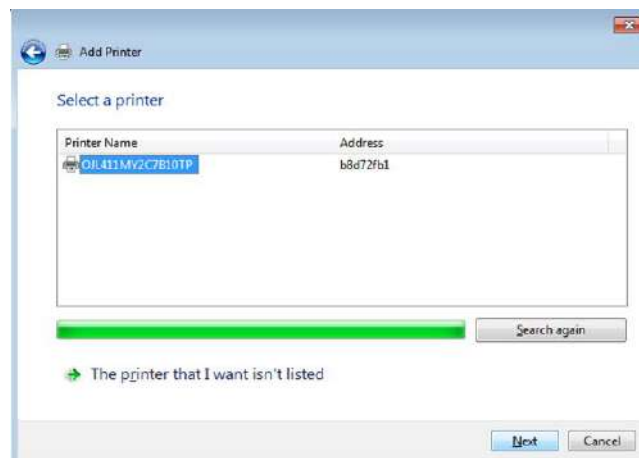 Add Printer
Select a printer
Printer Name Address
OJL411MY2C7B10TP b8d72fb1
Search again
The printer that I want isn't listed
Next Cancel